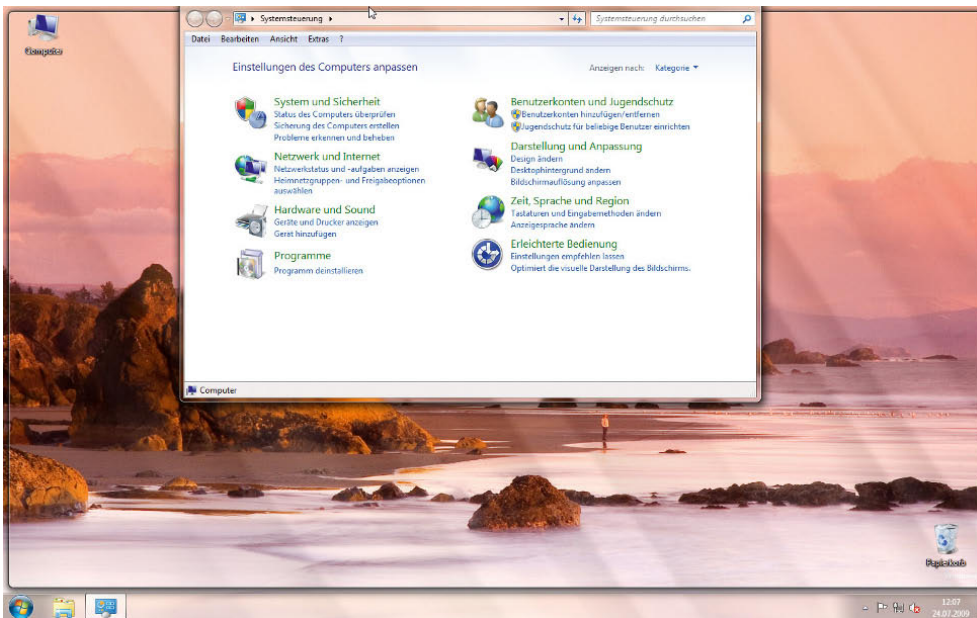 Computer
Systemsteuerung
Systemsteuerung durchsuchen
Datei Bearbeiten Ansicht Extras ?
Einstellungen des Computers anpassen
Anzeigen nach: Kategorie
System und Sicherheit
Status des Computers überprüfen
Sicherung des Computers erstellen
Probleme erkennen und beheben
Netzwerk und Internet
Netzwerkstatus und -aufgaben anzeigen
Heimnetzgruppen- und Freigabeoptionen
auswählen
Hardware und Sound
Geräte und Drucker anzeigen
Gerät hinzufügen
Programme
Programm deinstallieren
Benutzerkonten und Jugendschutz
Benutzerkonten hinzufügen/entfernen
Jugendschutz für beliebige Benutzer einrichten
Darstellung und Anpassung
Design ändern
Desktophintergrund ändern
Bildschirmauflösung anpassen
Zeit, Sprache und Region
Tastaturen und Eingabemethoden ändern
Anzeigesprache ändern
Erleichterte Bedienung
Einstellungen empfehlen lassen
Optimiert die visuelle Darstellung des Bildschirms.
Computer
Papierkorb
12:07
24.07.2009